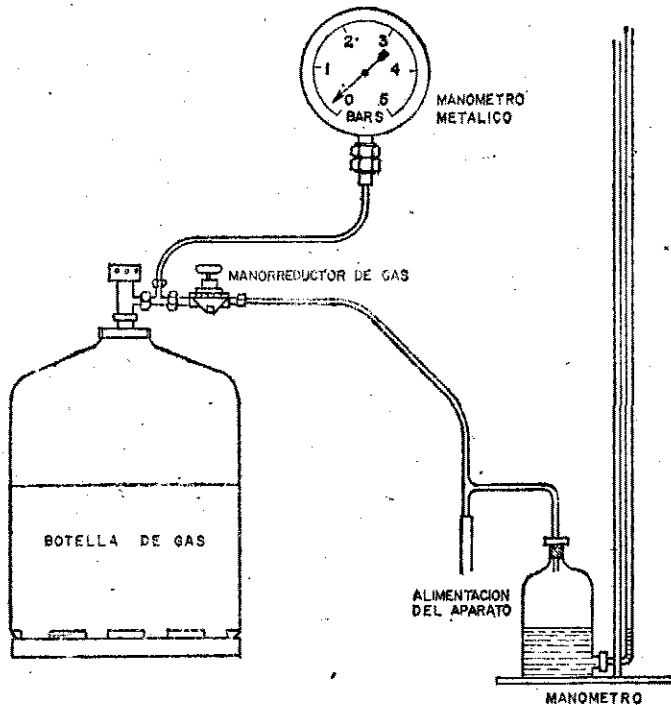 2
3
1
4
0
5
BARS
MANOMETRO
METALICO
MANORREDUCTOR DE GAS
BOTELLA DE GAS
ALIMENTACION
DEL APARATO
MANOMETRO